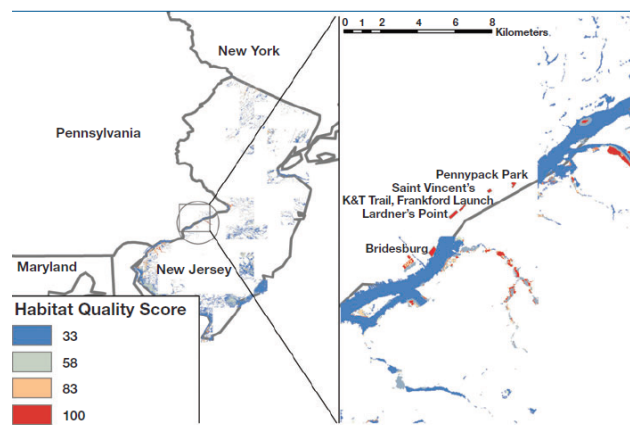 New York
Pennsylvania
Maryland
New Jersey
Habitat Quality Score
33
58
83
100
0 1 2 4 6 8
Kilometers
Pennypack Park
Saint Vincent's
K&T Trail, Frankford Launch
Lardner's Point
Bridesburg